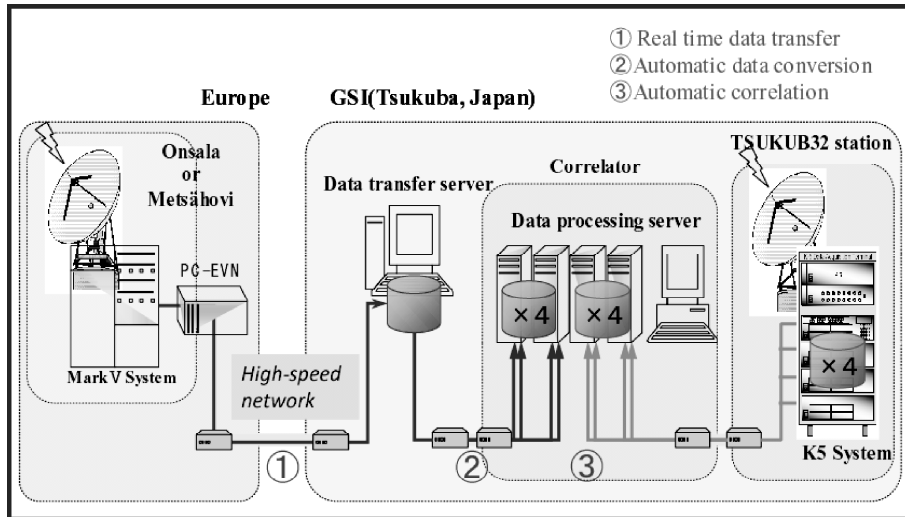 ① Real time data transfer
②Automatic data conversion
③Automatic correlation
Europe
GSI(Tsukuba, Japan)
Onsala
or
Metsähovi
PC-EVN
Mark V System
High-speed
network
Data transfer server
Correlator
Data processing server
×4
×4
TSUKUB32 station
×4
K5 System
①
②
③